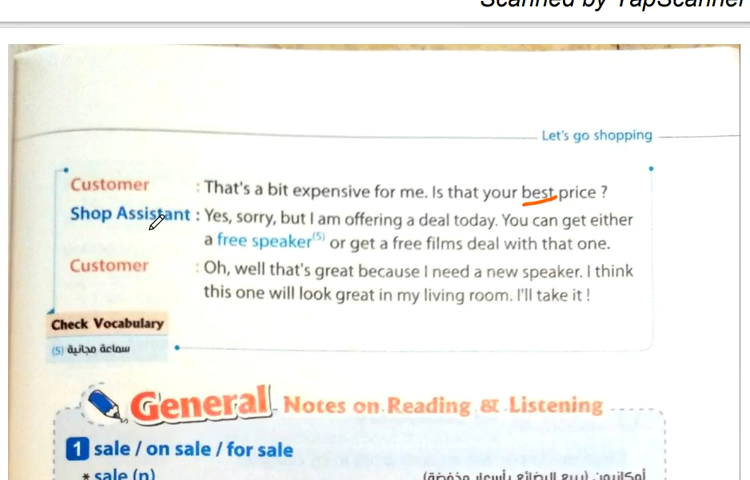 Scanned by TapScanner
Let's go shopping
Customer : That's a bit expensive for me. Is that your best price ?
Shop Assistant : Yes, sorry, but I am offering a deal today. You can get either
a free speaker(5) or get a free films deal with that one.
Customer : Oh, well that's great because I need a new speaker. I think
this one will look great in my living room. I'll take it !
Check Vocabulary
(5) سماعة مجانية
General Notes on Reading & Listening
1 sale / on sale / for sale
* sale (n)